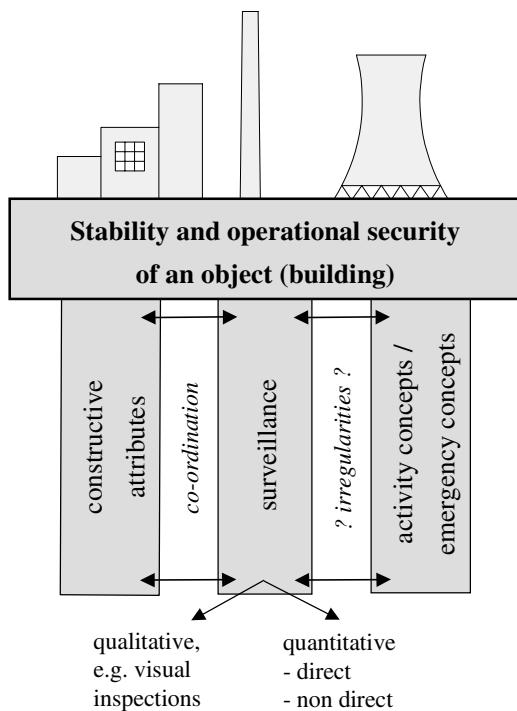 Stability and operational security
of an object (building)
constructive
attributes
co-ordination
surveillance
? irregularities ?
activity concepts /
emergency concepts
qualitative,
e.g. visual
inspections
quantitative
- direct
- non direct